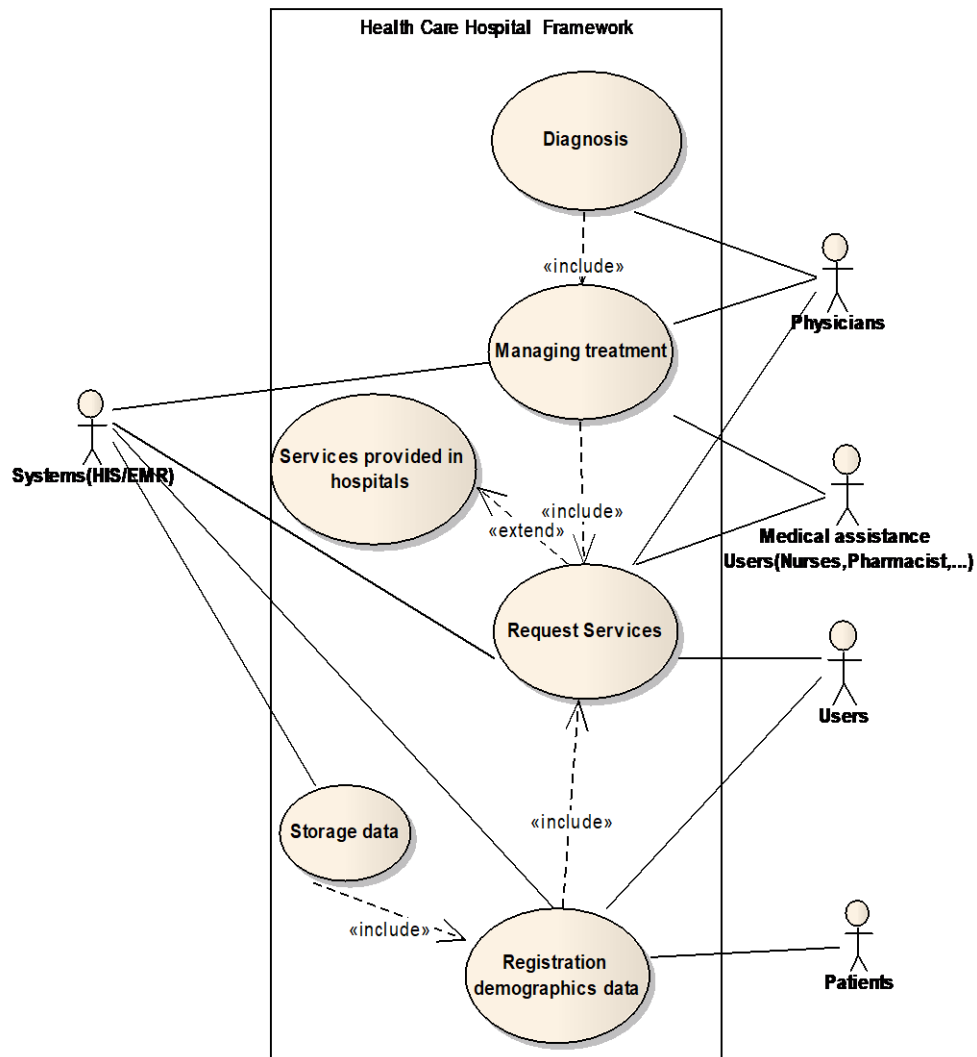 Health Care Hospital Framework
Diagnosis
«include»
Physicians
Managing treatment
Systems(HIS/EMR)
Services provided in
hospitals
«extend»
«include»
Medical assistance
Users(Nurses,Pharmacist,...)
Request Services
Users
Storage data
«include»
«include»
Registration
demographics data
Patients